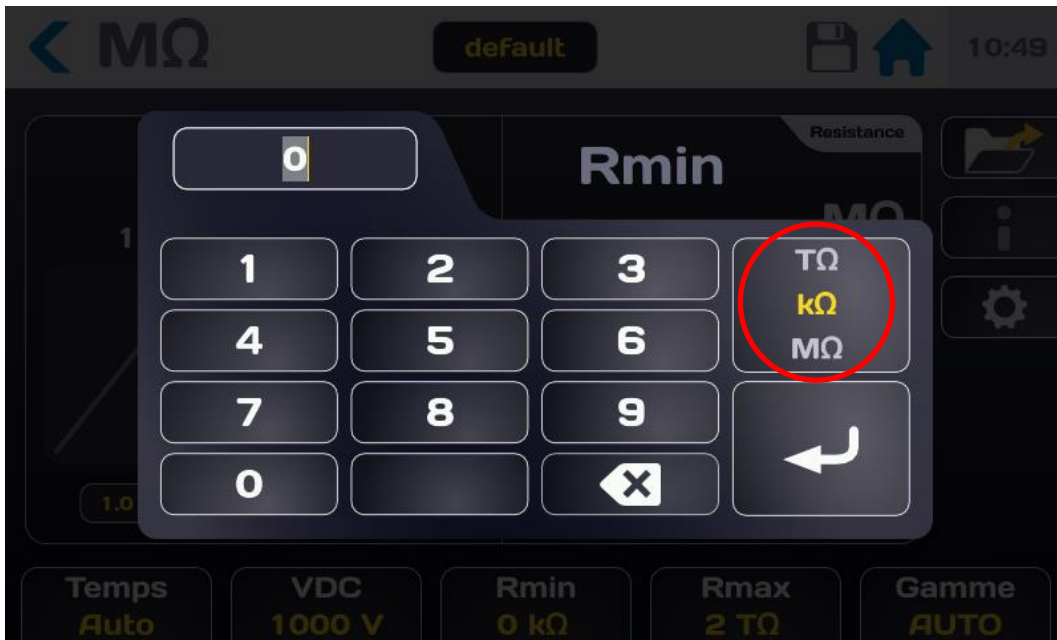 MΩ default 10:49
0
Rmin
Resistance
MΩ
1
1 2 3
TΩ
kΩ
MΩ
4 5 6
7 8 9
0
1.0
Temps VDC Rmin Rmax Gamme
Auto 1000 V 0 kΩ 2 TΩ AUTO